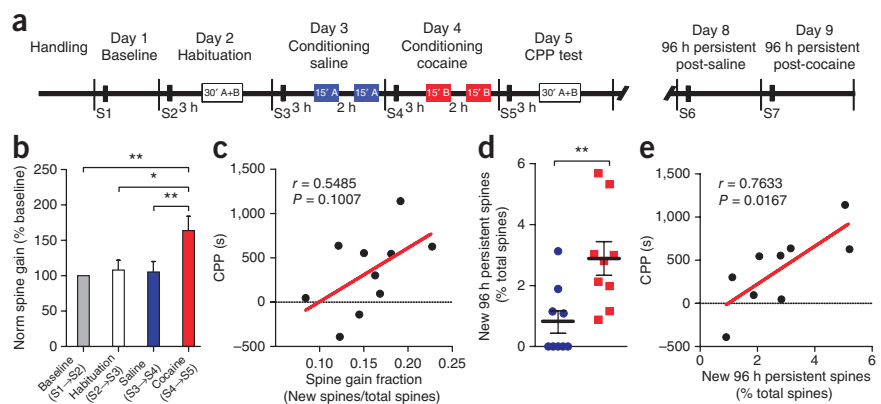 a
Handling
Day 1
Baseline
Day 2
Habituation
Day 3
Conditioning
saline
Day 4
Conditioning
cocaine
Day 5
CPP test
Day 8
96 h persistent
post-saline
Day 9
96 h persistent
post-cocaine
S1
S2
3 h
30′ A+B
S3
3 h
15′ A
2 h
15′ A
S4
3 h
15′ B
2 h
15′ B
S5
3 h
30′ A+B
S6
S7
b
Norm spine gain (% baseline)
250
200
150
100
50
0
**
*
**
Baseline
(S1→S2)
Habituation
(S2→S3)
Saline
(S3→S4)
Cocaine
(S4→S5)
c
CPP (s)
1,500
1,000
500
0
–500
r = 0.5485
P = 0.1007
0.10
0.15
0.20
0.25
Spine gain fraction
(New spines/total spines)
d
New 96 h persistent spines
(% total spines)
6
4
2
0
**
e
CPP (s)
1,500
1,000
500
0
–500
r = 0.7633
P = 0.0167
0
2
4
6
New 96 h persistent spines
(% total spines)